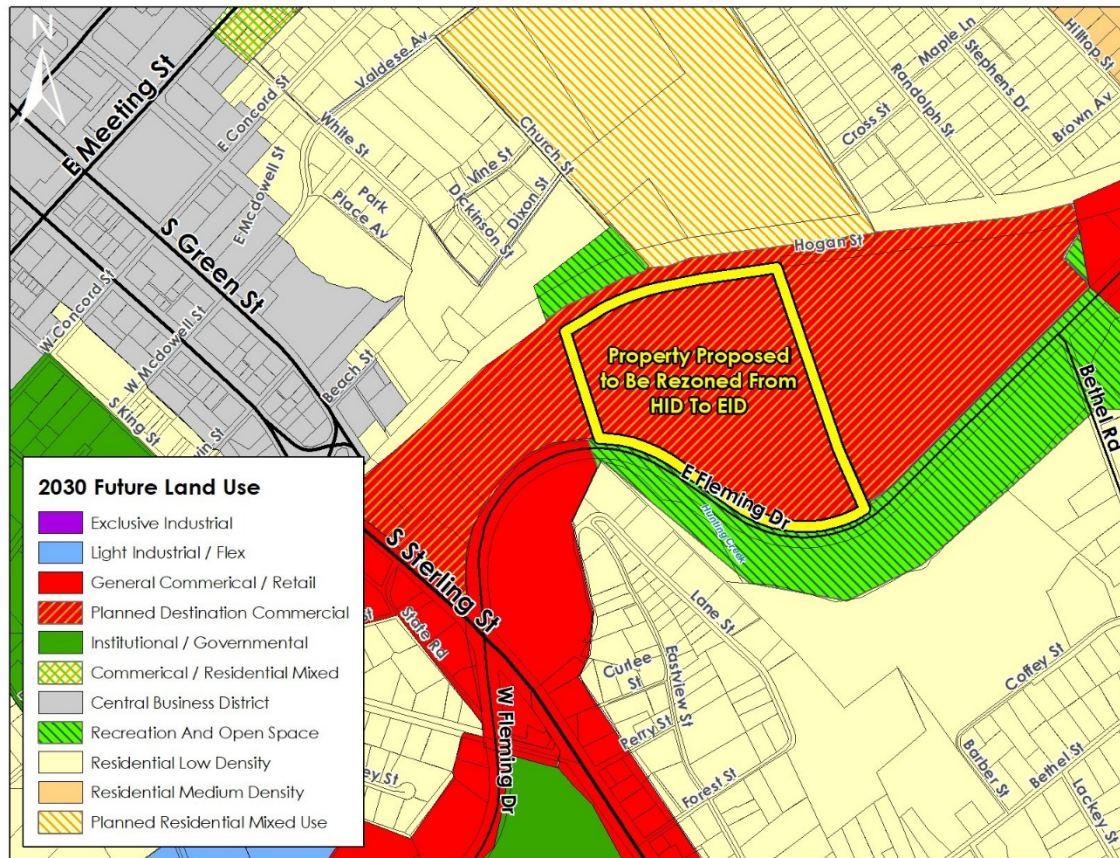 N
E Meeting St
E Concord St
Valdese Av
White St
E Mcdowell St
Park
Place Av
Vine St
Dickinson St
Dixon St
Church St
Cross St
Maple Ln
Randolph St
Stephens Dr
Hilltop St
Brown Av
S Green St
W Concord St
W Mcdowell St
S King St
Beach St
Hogan St
Property Proposed
to Be Rezoned From
HID To EID
E Fleming Dr
Hunting Creek
Bethel Rd
S Sterling St
State Rd
W Fleming Dr
Lane St
Curlee
St
Eastview St
Perry St
Forest St
Coffey St
Barber St
Bethel St
Lackey St
2030 Future Land Use
Exclusive Industrial
Light Industrial / Flex
General Commerical / Retail
Planned Destination Commercial
Institutional / Governmental
Commerical / Residential Mixed
Central Business District
Recreation And Open Space
Residential Low Density
Residential Medium Density
Planned Residential Mixed Use